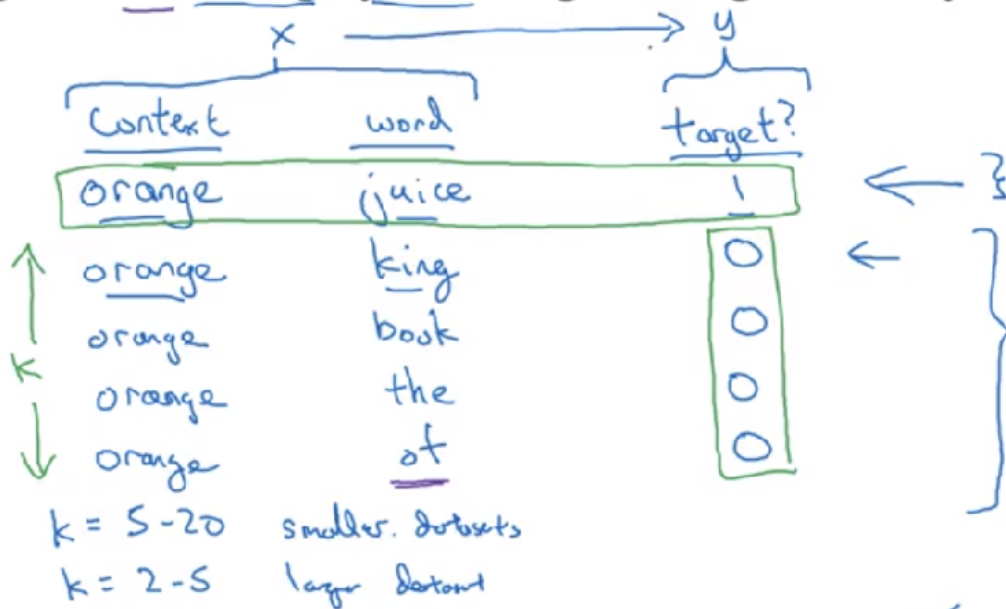 x y
Context word target?
orange juice 1
orange king 0
orange book 0
k
orange the 0
orange of 0
k = 5-20 smaller datasets
k = 2-5 larger dataset